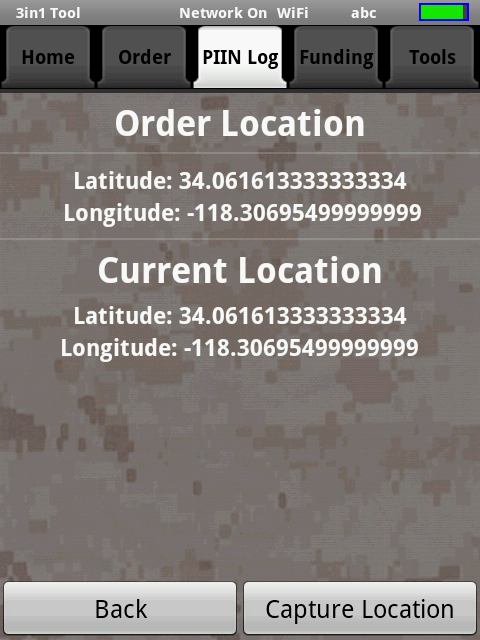 3in1 Tool Network On WiFi abc
Home Order PIIN Log Funding Tools
Order Location
Latitude: 34.061613333333334
Longitude: -118.30695499999999
Current Location
Latitude: 34.061613333333334
Longitude: -118.30695499999999
Back Capture Location